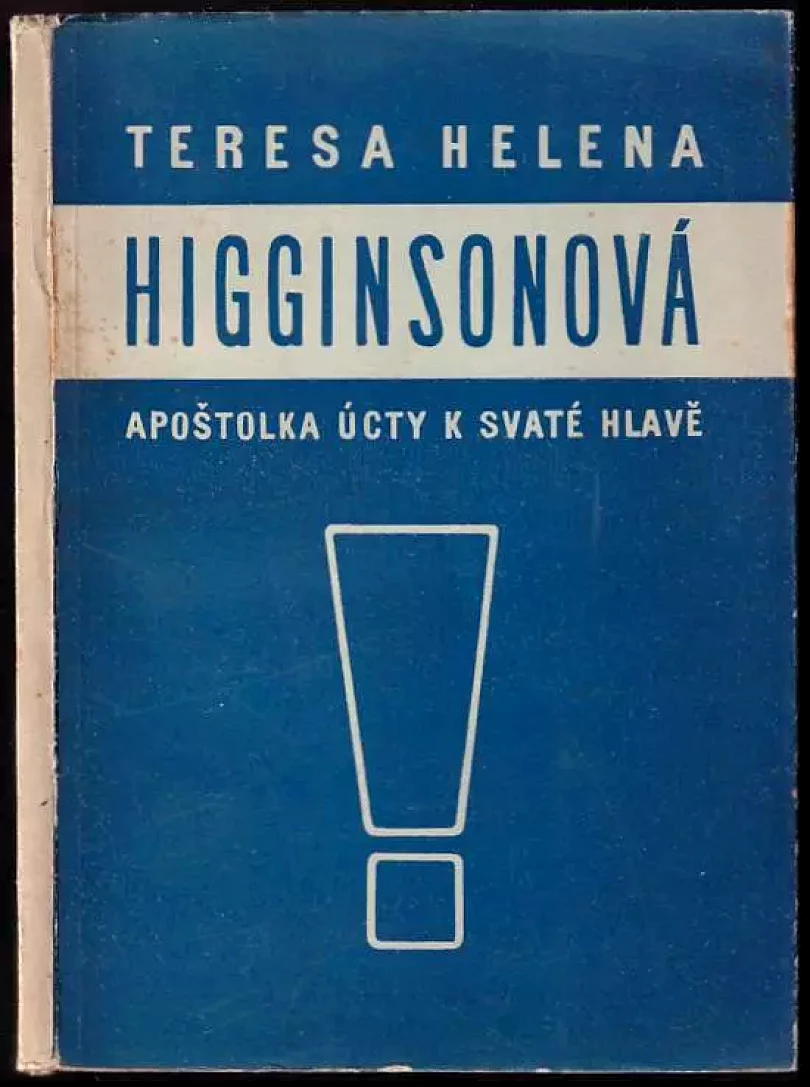 TERESA HELENA
HIGGINSONOVÁ
APOŠTOLKA ÚCTY K SVATÉ HLAVĚ
!